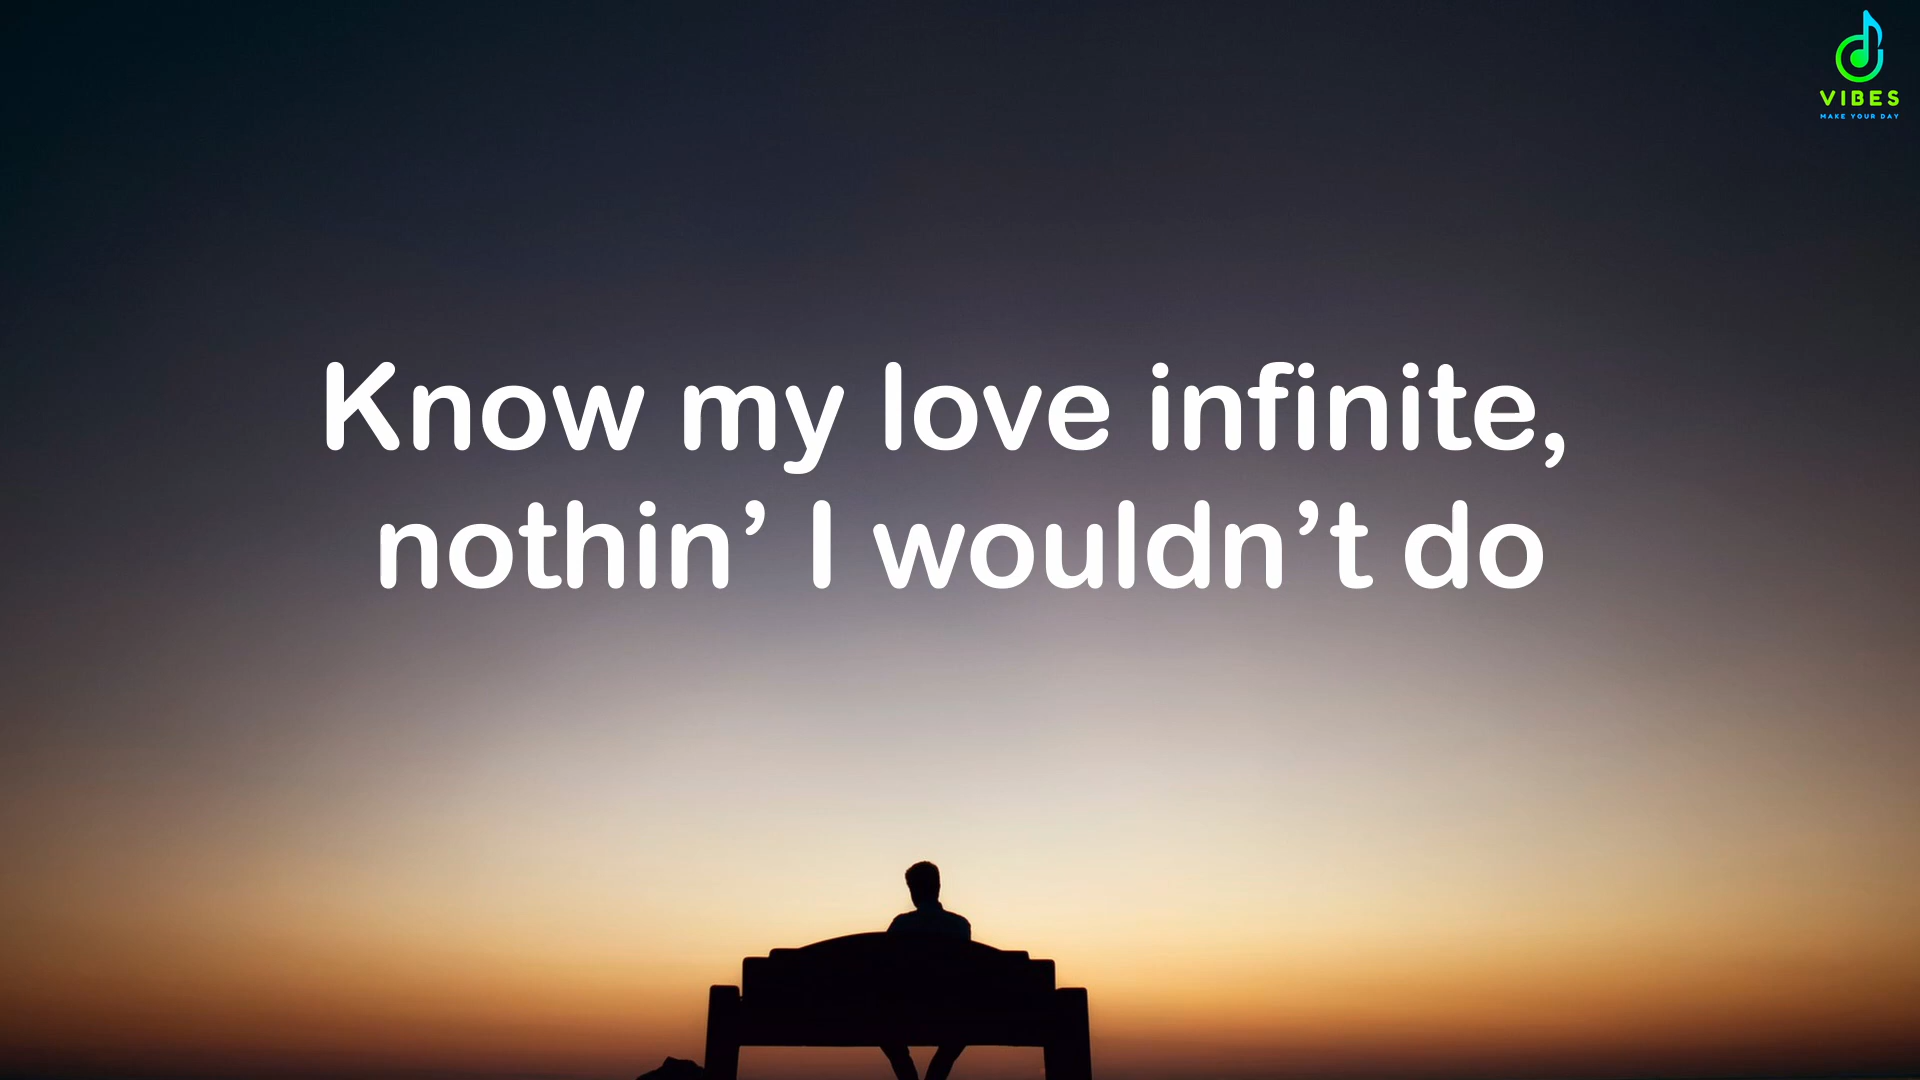 VIBES
MAKE YOUR DAY
Know my love infinite,
nothin’ I wouldn’t do